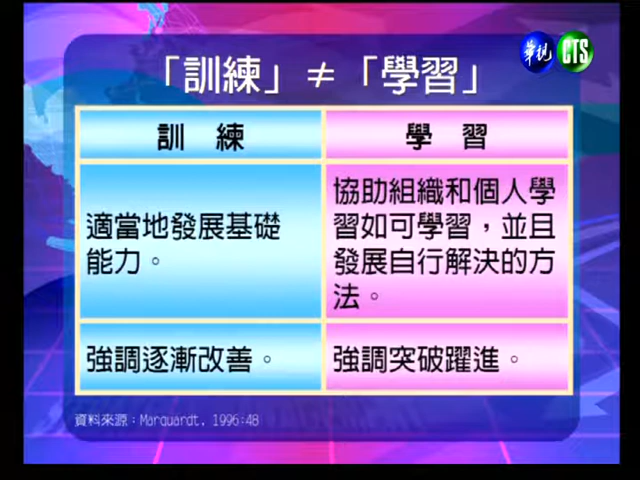 華視 CTS
「訓練」≠「學習」
訓 練
學 習
適當地發展基礎
能力。
協助組織和個人學
習如可學習，並且
發展自行解決的方
法。
強調逐漸改善。
強調突破躍進。
資料來源：Marquardt, 1996:48